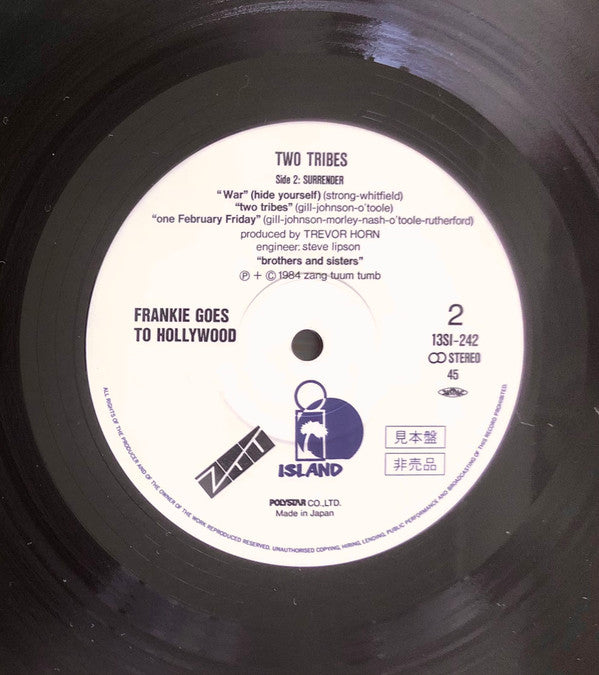 TWO TRIBES
Side 2: SURRENDER
"War" (hide yourself) (strong-whitfield)
"two tribes" (gill-johnson-o'toole)
"one February Friday" (gill-johnson-morley-nash-o'toole-rutherford)
produced by TREVOR HORN
engineer: steve lipson
"brothers and sisters"
Ⓟ + © 1984 zang tuum tumb
FRANKIE GOES
TO HOLLYWOOD
2
13SI-242
STEREO
45
ZTT
ISLAND
見本盤
非売品
POLYSTAR CO., LTD.
Made in Japan
ALL RIGHTS OF THE PRODUCER AND OF THE OWNER OF THE WORK REPRODUCED RESERVED. UNAUTHORISED COPYING, HIRING, LENDING, PUBLIC PERFORMANCE AND BROADCASTING OF THIS RECORD PROHIBITED.